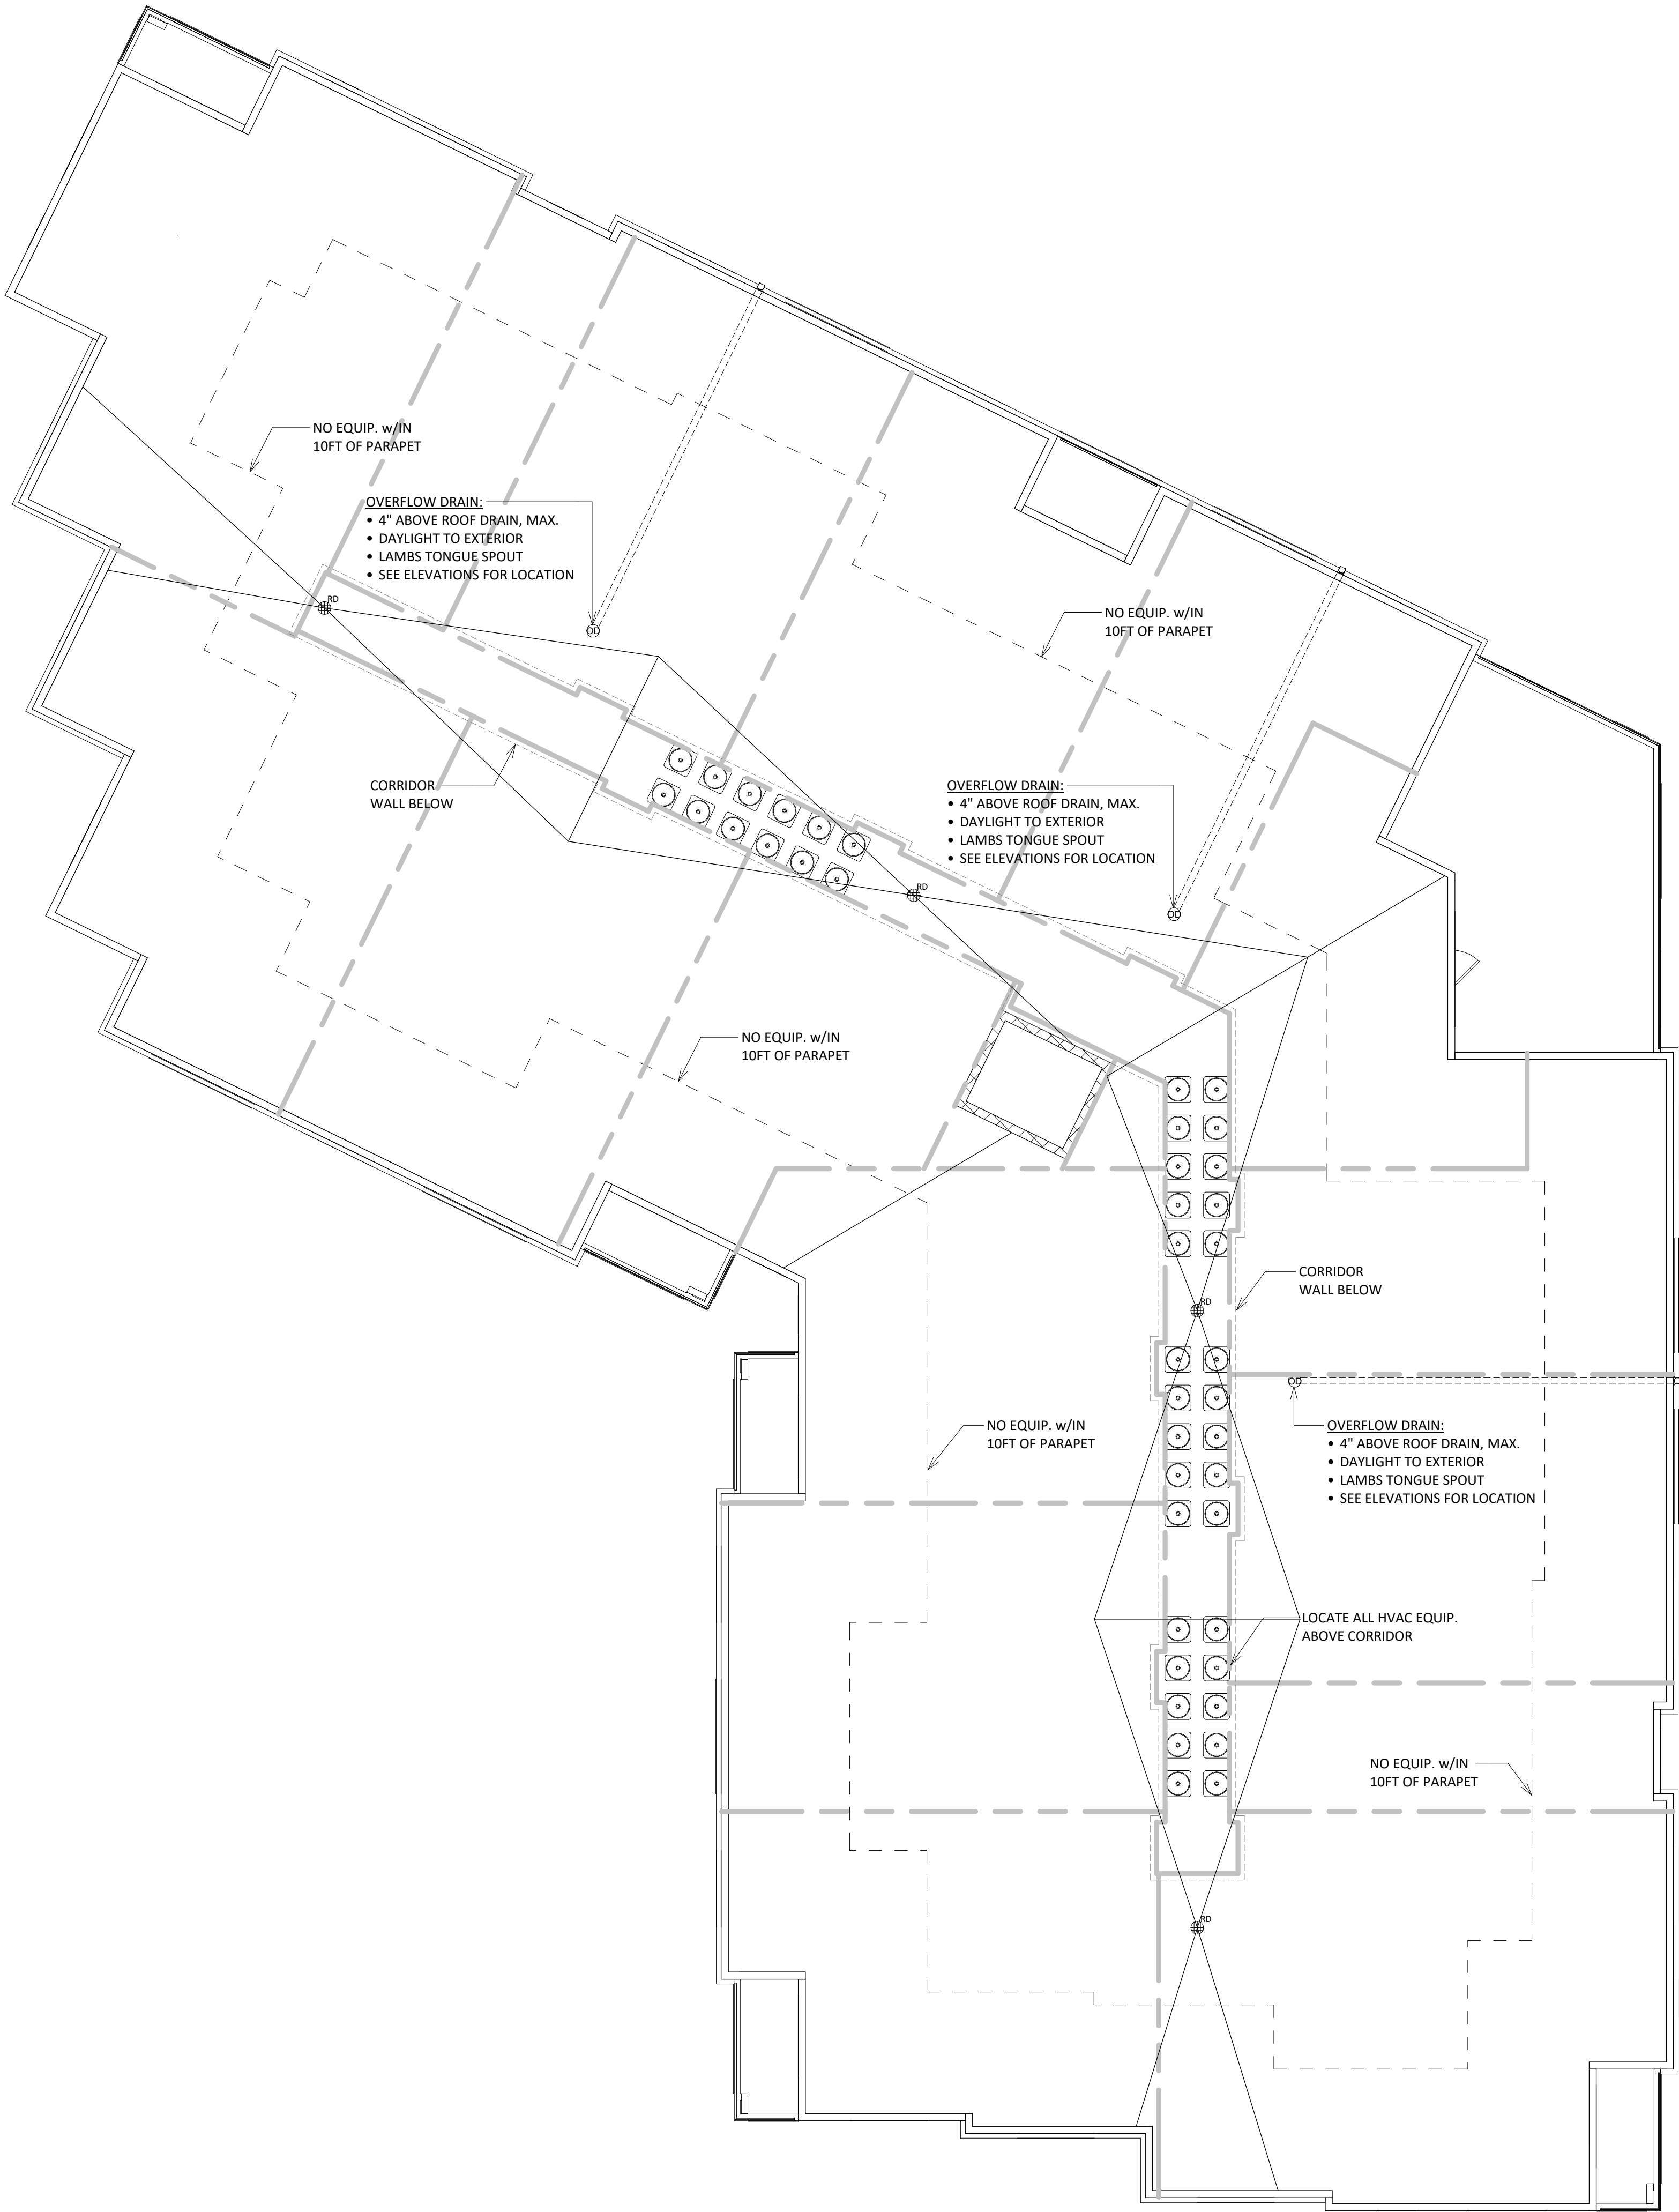 NO EQUIP. w/IN
10FT OF PARAPET
OVERFLOW DRAIN:
• 4" ABOVE ROOF DRAIN, MAX.
• DAYLIGHT TO EXTERIOR
• LAMBS TONGUE SPOUT
• SEE ELEVATIONS FOR LOCATION
RD
OD
NO EQUIP. w/IN
10FT OF PARAPET
CORRIDOR
WALL BELOW
OVERFLOW DRAIN:
• 4" ABOVE ROOF DRAIN, MAX.
• DAYLIGHT TO EXTERIOR
• LAMBS TONGUE SPOUT
• SEE ELEVATIONS FOR LOCATION
RD
OD
NO EQUIP. w/IN
10FT OF PARAPET
CORRIDOR
WALL BELOW
RD
OD
NO EQUIP. w/IN
10FT OF PARAPET
OVERFLOW DRAIN:
• 4" ABOVE ROOF DRAIN, MAX.
• DAYLIGHT TO EXTERIOR
• LAMBS TONGUE SPOUT
• SEE ELEVATIONS FOR LOCATION
LOCATE ALL HVAC EQUIP.
ABOVE CORRIDOR
NO EQUIP. w/IN
10FT OF PARAPET
RD